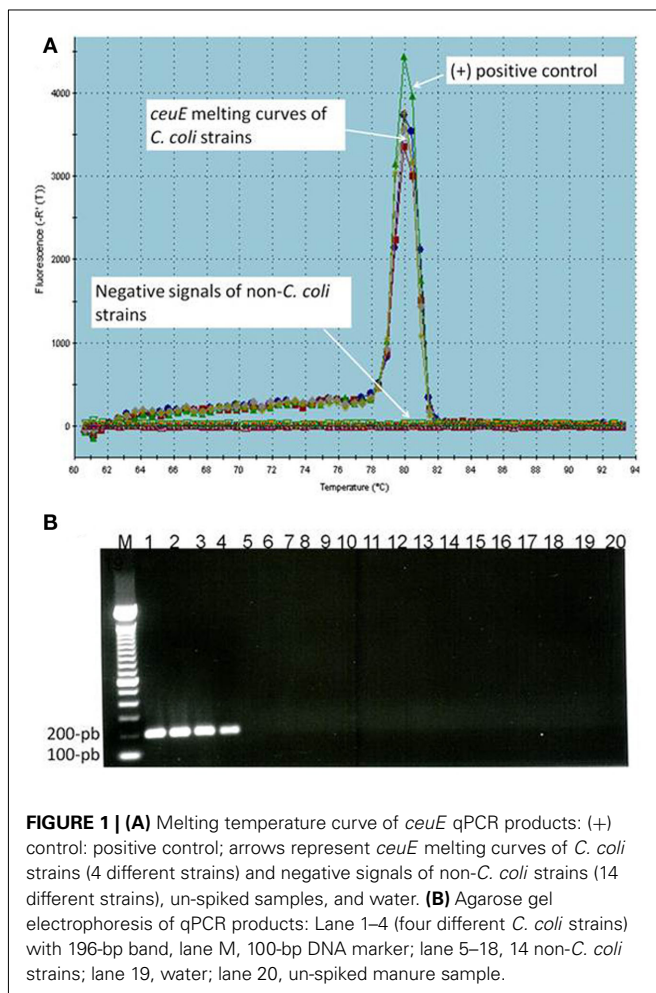 A
(+) positive control
ceuE melting curves of
C. coli strains
Negative signals of non-C. coli
strains
Fluorescence (-R' (T))
4000
3000
2000
1000
0
60 62 64 66 68 70 72 74 76 78 80 82 84 86 88 90 92 94
Temperature (°C)
B
M 1 2 3 4 5 6 7 8 9 10 11 12 13 14 15 16 17 18 19 20
200-pb
100-pb
FIGURE 1 | (A) Melting temperature curve of ceuE qPCR products: (+)
control: positive control; arrows represent ceuE melting curves of C. coli
strains (4 different strains) and negative signals of non-C. coli strains (14
different strains), un-spiked samples, and water. (B) Agarose gel
electrophoresis of qPCR products: Lane 1–4 (four different C. coli strains)
with 196-bp band, lane M, 100-bp DNA marker; lane 5–18, 14 non-C. coli
strains; lane 19, water; lane 20, un-spiked manure sample.